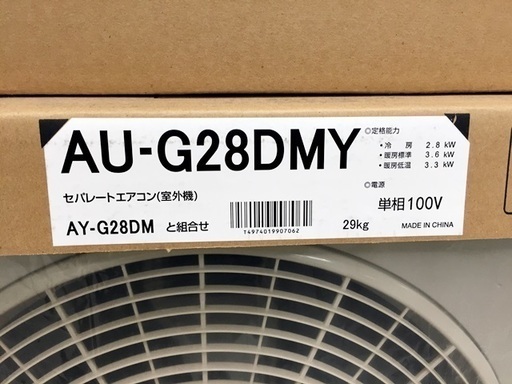 AU-G28DMY
セパレートエアコン(室外機)
AY-G28DM と組合せ
T4974019907062
29kg
◎定格能力
・冷　房 2.8 kW
・暖房標準 3.6 kW
・暖房低温 3.3 kW
◎電源
単相100V
MADE IN CHINA